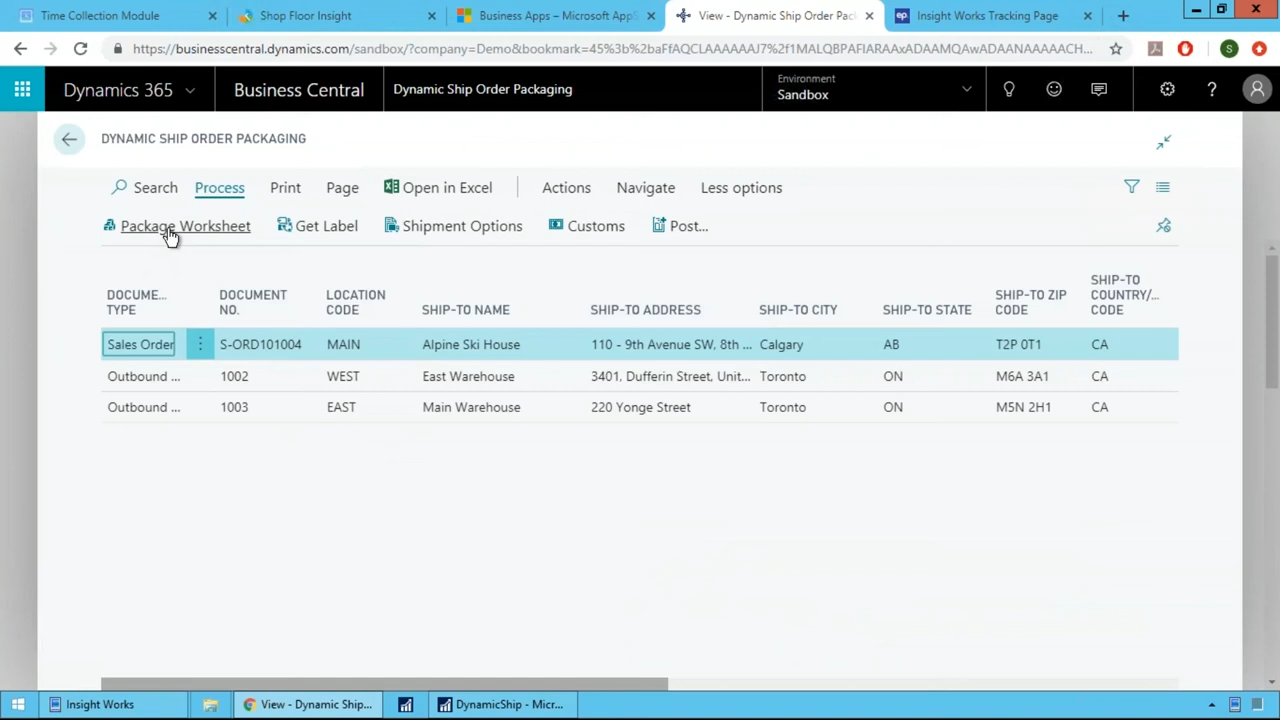 Time Collection Module
Shop Floor Insight
Business Apps – Microsoft AppS
View - Dynamic Ship Order Pac
ep Insight Works Tracking Page
https://businesscentral.dynamics.com/sandbox/?company=Demo&bookmark=45%3b%2baFfAQCLAAAAAAJ7%2f1MALQBPAFIARAAxADAAMQAwADAANAAAAACH...
S
Dynamics 365
Business Central
Dynamic Ship Order Packaging
Environment
Sandbox
?
DYNAMIC SHIP ORDER PACKAGING
Search Process Print Page Open in Excel Actions Navigate Less options
Package Worksheet Get Label Shipment Options Customs Post...
DOCUME... TYPE DOCUMENT NO. LOCATION CODE SHIP-TO NAME SHIP-TO ADDRESS SHIP-TO CITY SHIP-TO STATE SHIP-TO ZIP CODE SHIP-TO COUNTRY/... CODE
Sales Order S-ORD101004 MAIN Alpine Ski House 110 - 9th Avenue SW, 8th ... Calgary AB T2P 0T1 CA
Outbound ... 1002 WEST East Warehouse 3401, Dufferin Street, Unit... Toronto ON M6A 3A1 CA
Outbound ... 1003 EAST Main Warehouse 220 Yonge Street Toronto ON M5N 2H1 CA
Insight Works
View - Dynamic Ship...
DynamicShip - Micr...